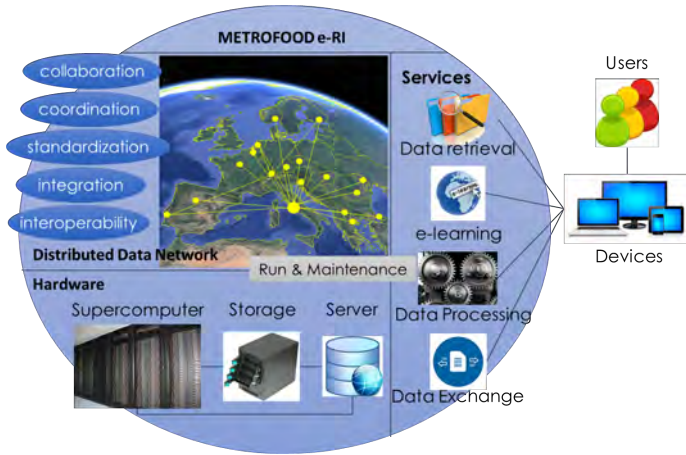 METROFOOD e-RI
collaboration
coordination
standardization
integration
interoperability
Distributed Data Network
Run & Maintenance
Hardware
Supercomputer
Storage
Server
Services
Data retrieval
e-learning
e-learning
Data Processing
Data Exchange
Users
Devices